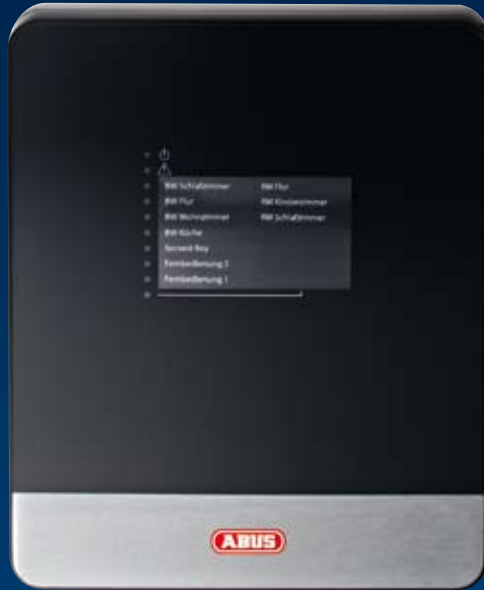 BW Schlafzimmer RM Flur
BW Flur RM Kinderzimmer
BW Wohnzimmer RM Schlafzimmer
BW Küche
Secvest Key
Fernbedienung 2
Fernbedienung 1
ABUS